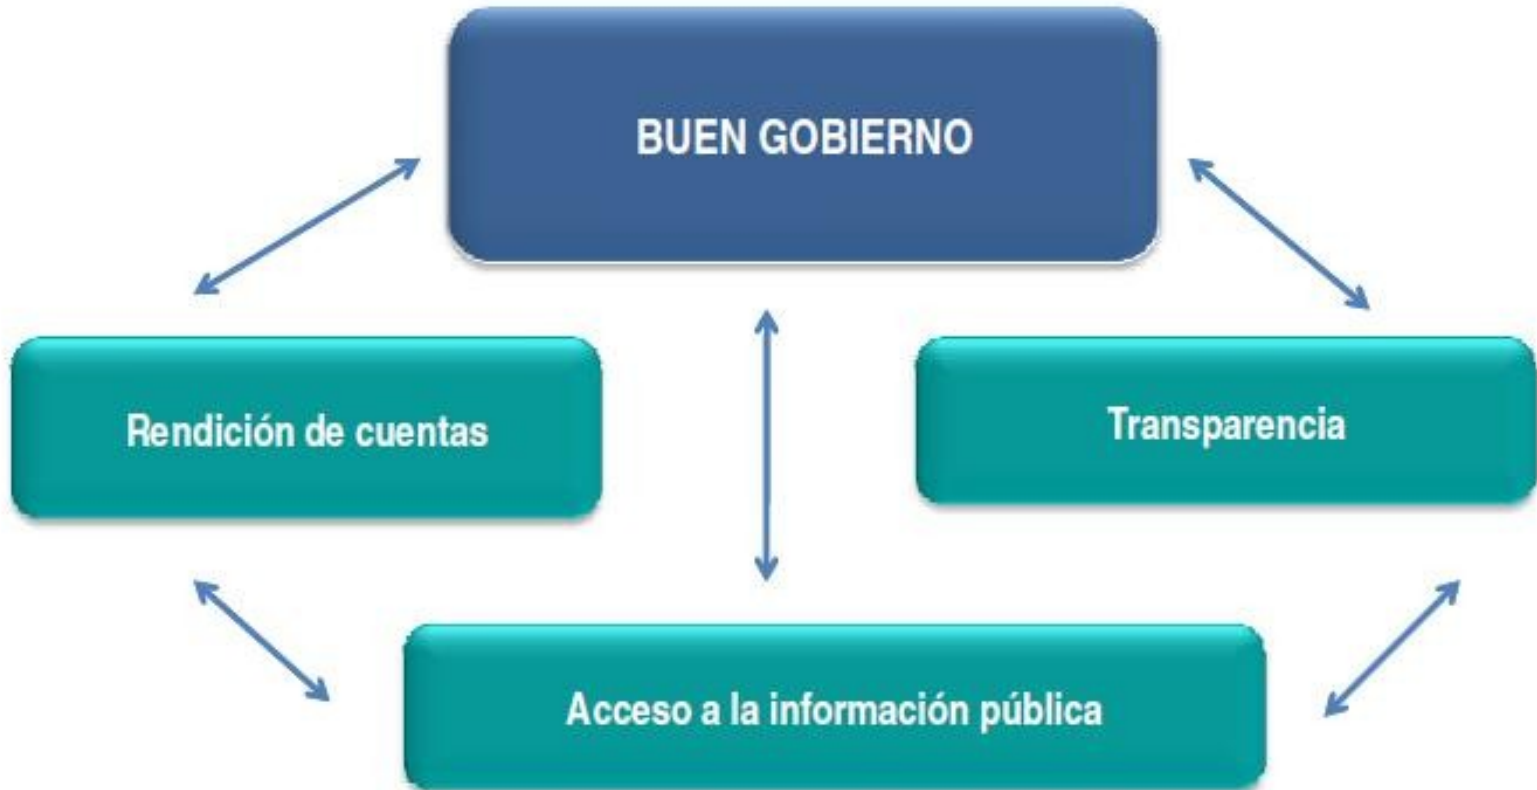 BUEN GOBIERNO
Rendición de cuentas
Transparencia
Acceso a la información pública